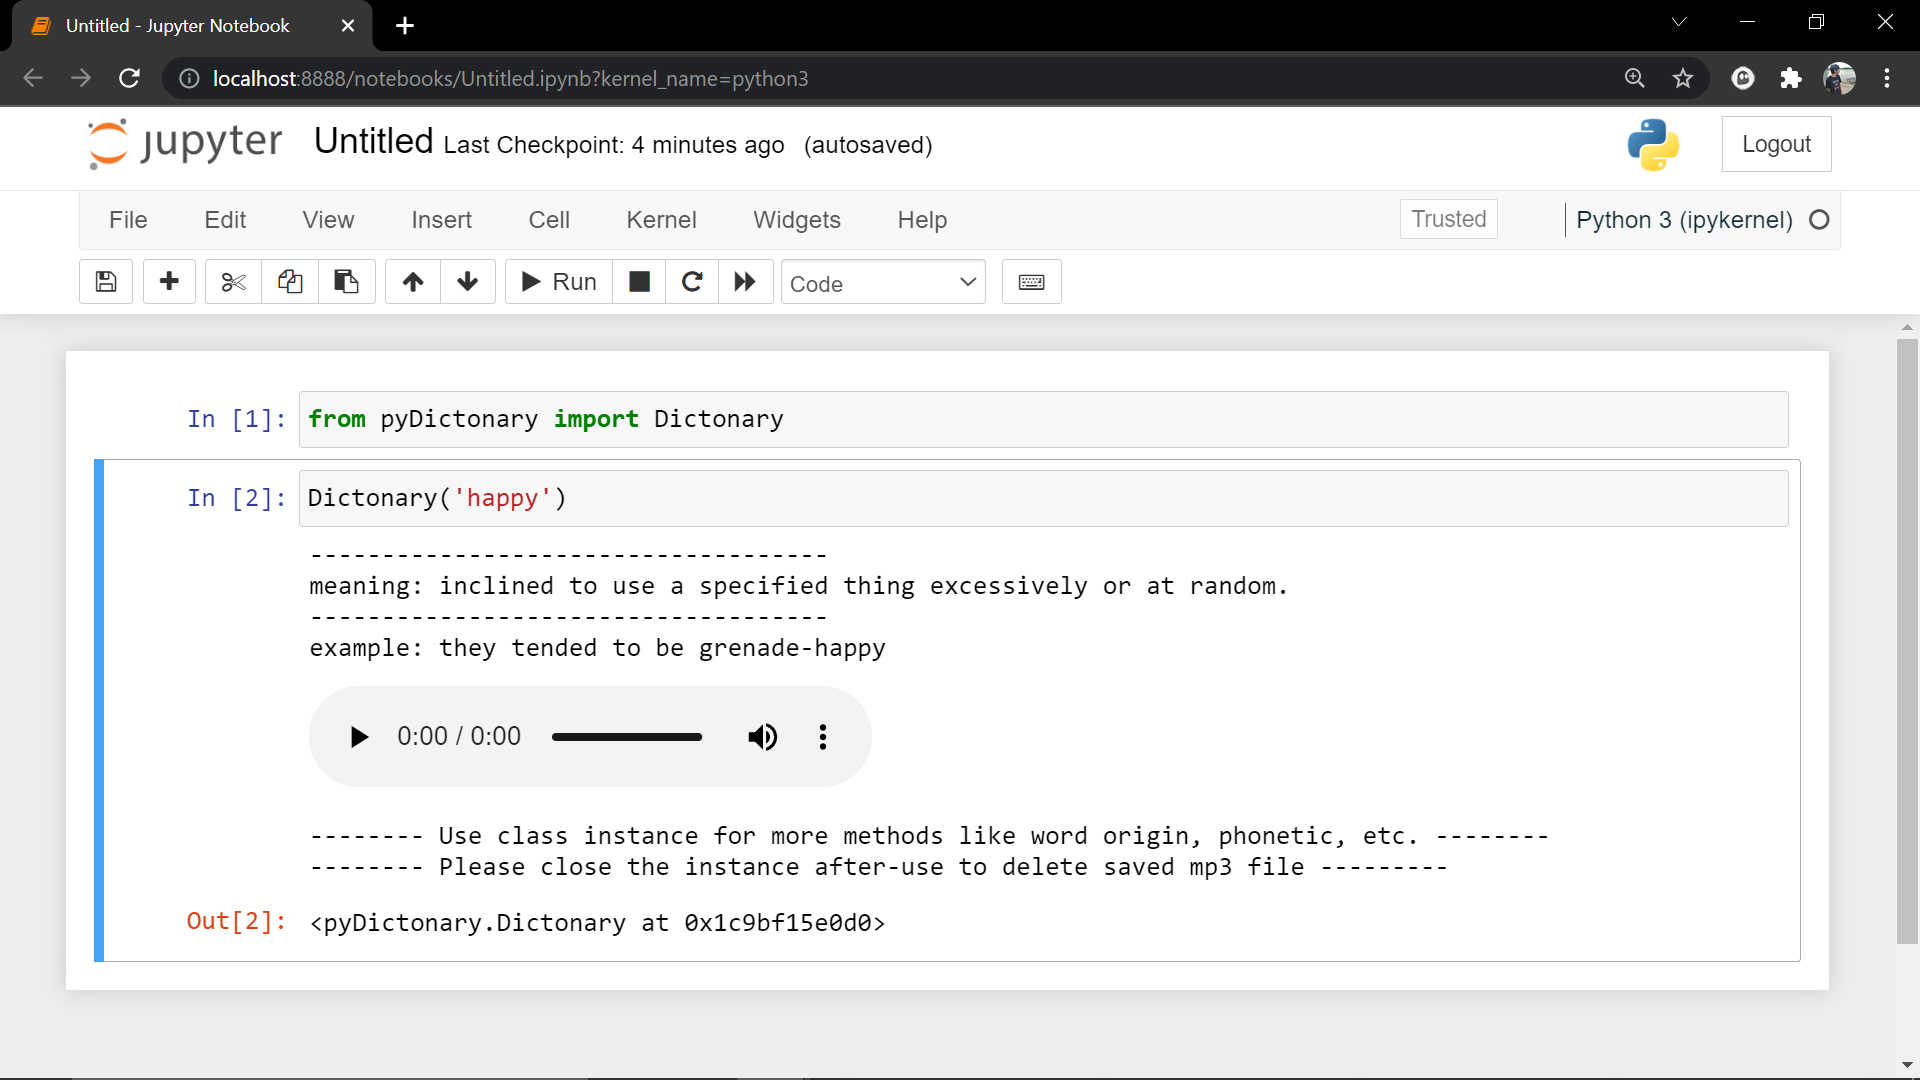 Untitled - Jupyter Notebook
localhost:8888/notebooks/Untitled.ipynb?kernel_name=python3
jupyter Untitled Last Checkpoint: 4 minutes ago (autosaved) Logout
File Edit View Insert Cell Kernel Widgets Help Trusted Python 3 (ipykernel)
Run Code
In [1]: from pyDictonary import Dictonary
In [2]: Dictonary('happy')
------------------------------------
meaning: inclined to use a specified thing excessively or at random.
------------------------------------
example: they tended to be grenade-happy
0:00 / 0:00
-------- Use class instance for more methods like word origin, phonetic, etc. --------
-------- Please close the instance after-use to delete saved mp3 file ---------
Out[2]: <pyDictonary.Dictonary at 0x1c9bf15e0d0>